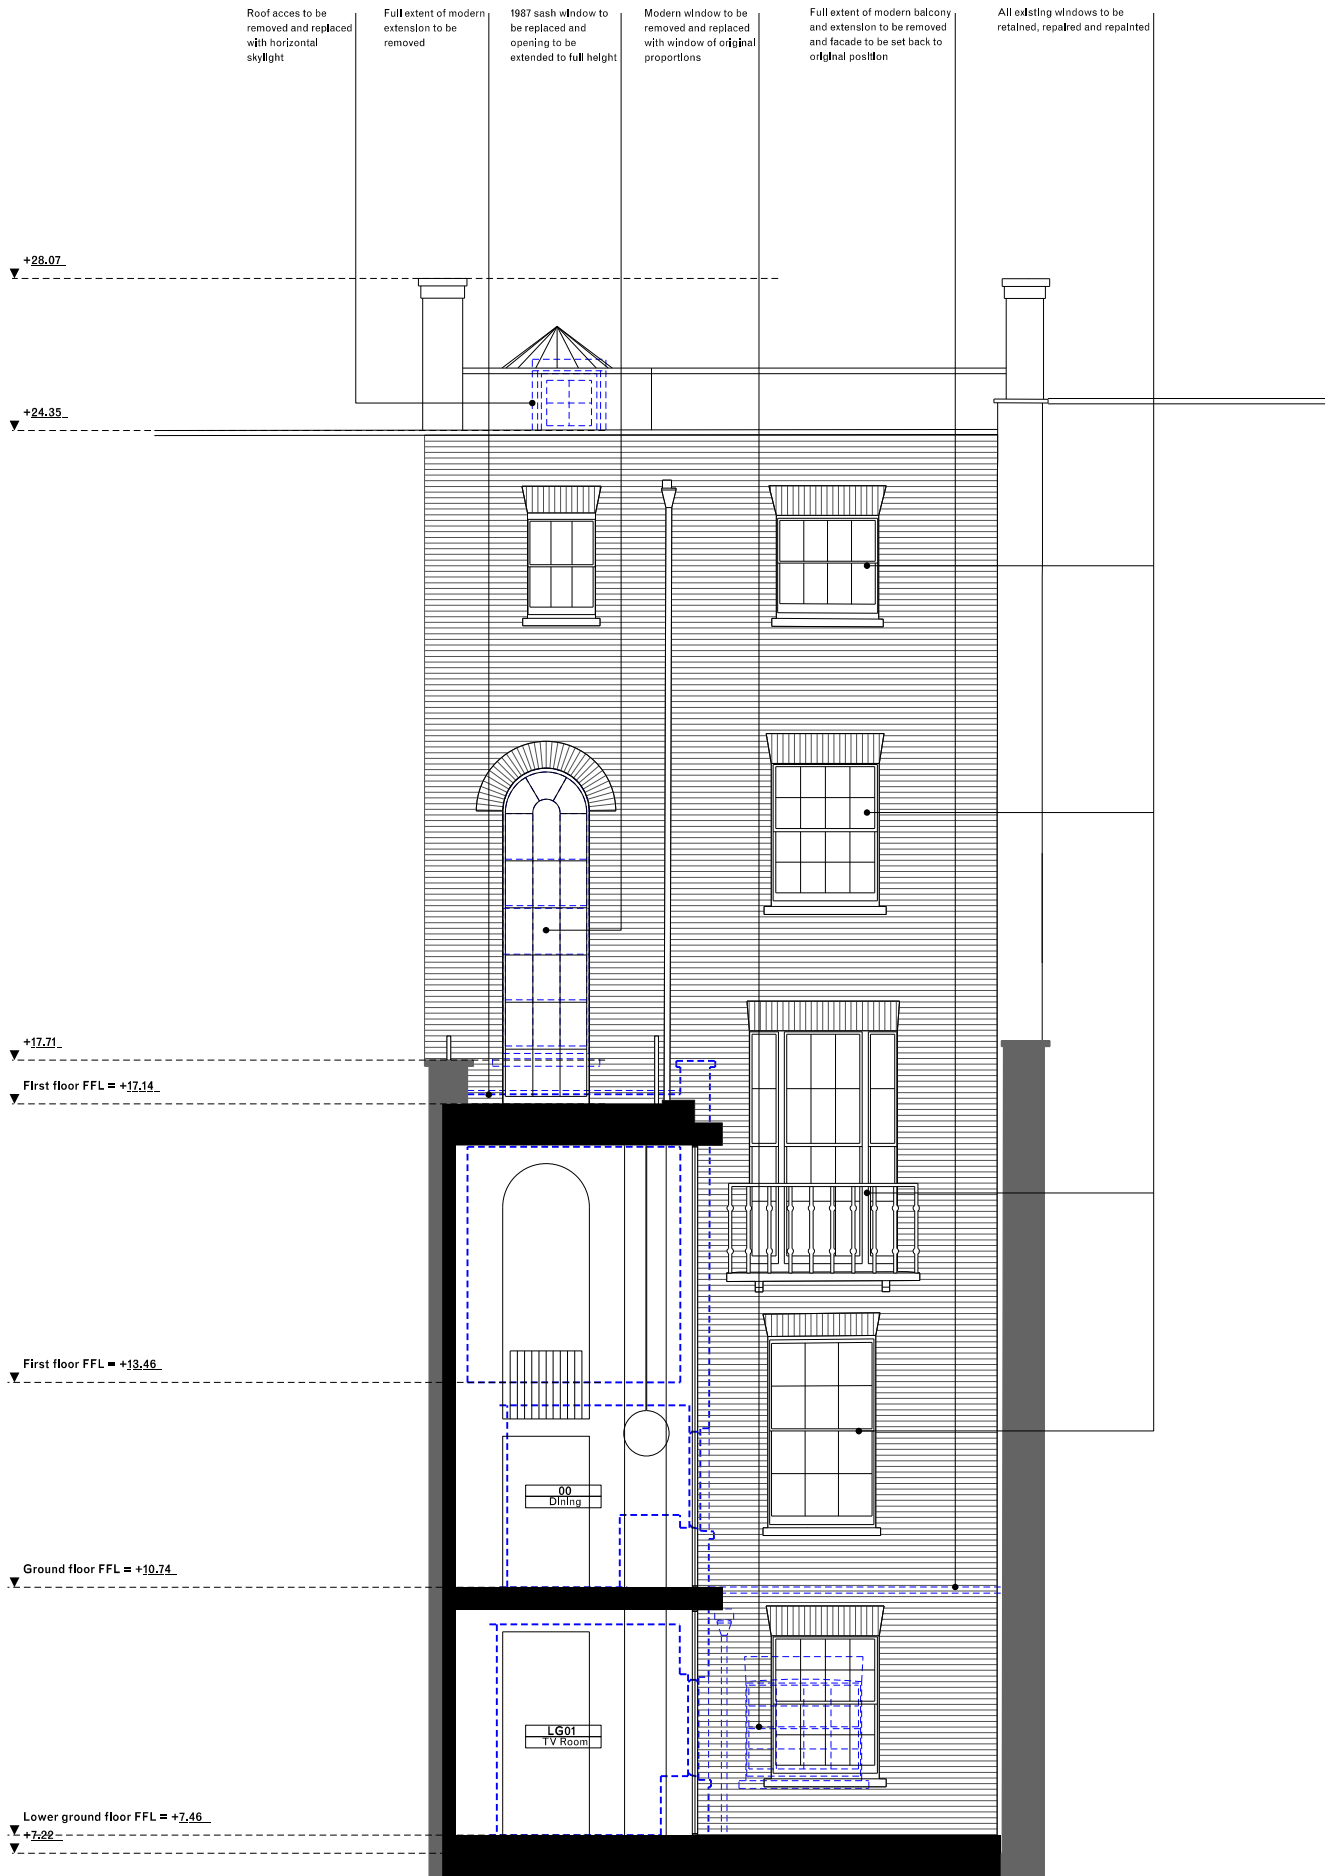 Roof acces to be
removed and replaced
with horizontal
skylight
Full extent of modern
extension to be
removed
1987 sash window to
be replaced and
opening to be
extended to full height
Modern window to be
removed and replaced
with window of original
proportions
Full extent of modern balcony
and extension to be removed
and facade to be set back to
original position
All existing windows to be
retained, repaired and repainted
+28.07
+24.35
+17.71
First floor FFL = +17.14
First floor FFL = +13.46
00
Dining
Ground floor FFL = +10.74
LG01
TV Room
Lower ground floor FFL = +7.46
+7.22